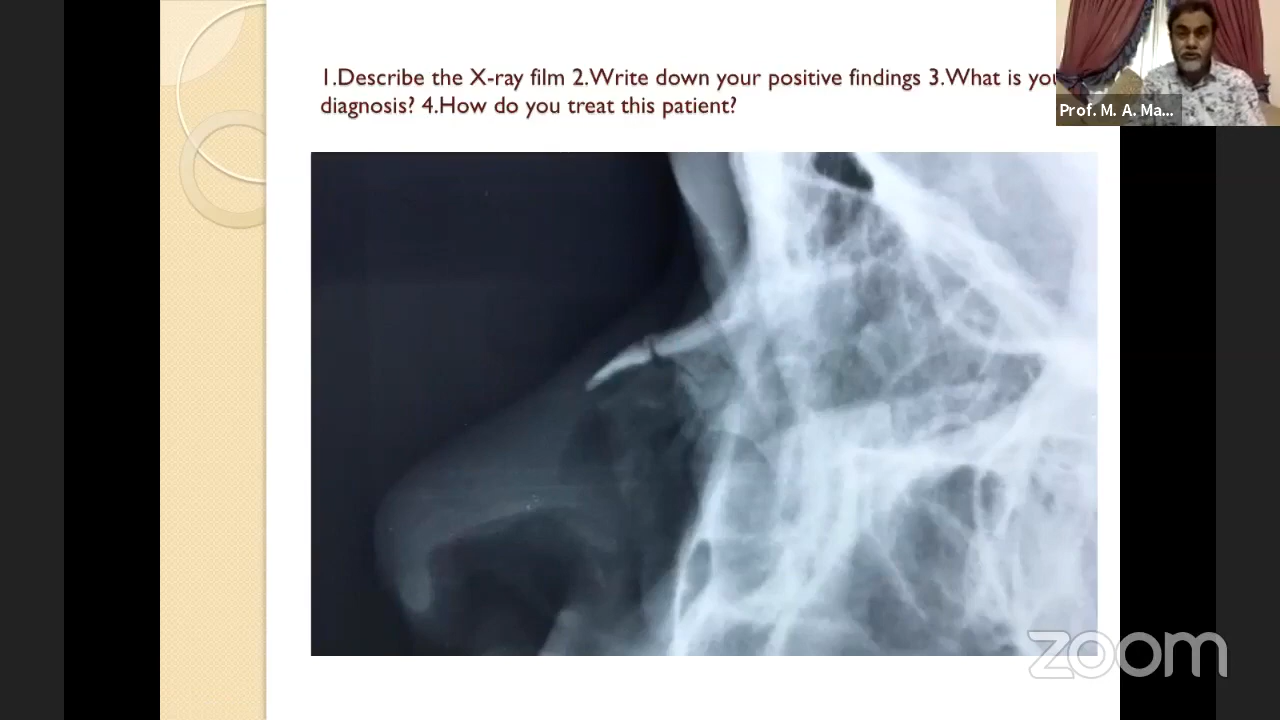 1.Describe the X-ray film 2.Write down your positive findings 3.What is you
diagnosis? 4.How do you treat this patient?
Prof. M. A. Ma...
zoom